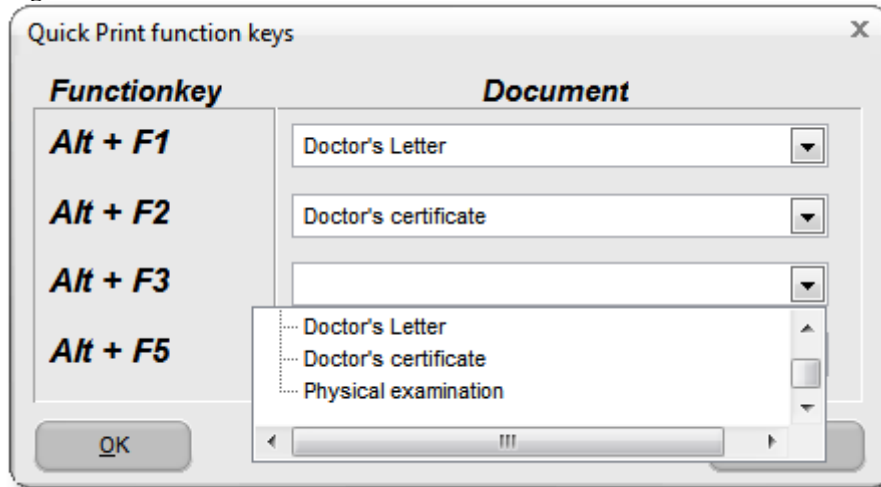 Quick Print function keys
Functionkey Document
Alt + F1 Doctor's Letter
Alt + F2 Doctor's certificate
Alt + F3
Doctor's Letter
Doctor's certificate
Alt + F5
Physical examination
OK